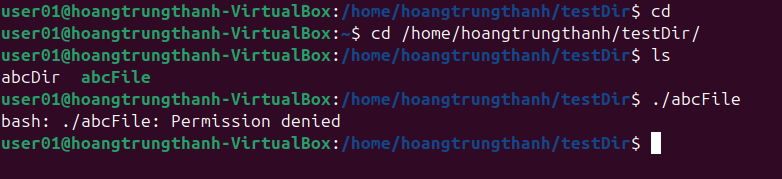 user01@hoangtrungthanh-VirtualBox:/home/hoangtrungthanh/testDir$ cd
user01@hoangtrungthanh-VirtualBox:~$ cd /home/hoangtrungthanh/testDir/
user01@hoangtrungthanh-VirtualBox:/home/hoangtrungthanh/testDir$ ls
abcDir  abcFile
user01@hoangtrungthanh-VirtualBox:/home/hoangtrungthanh/testDir$ ./abcFile
bash: ./abcFile: Permission denied
user01@hoangtrungthanh-VirtualBox:/home/hoangtrungthanh/testDir$